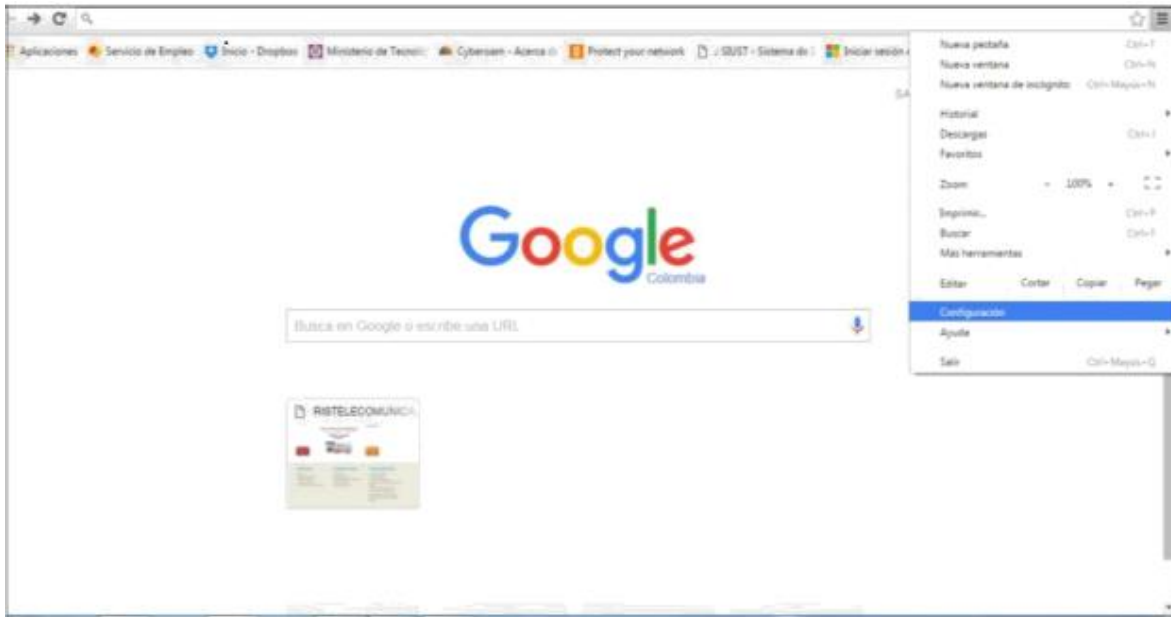 Aplicaciones Servicio de Empleo Inicio - Dropbox Ministerio de Tecnolo Cyberoam - Acerca d Protect your network .: SIUST - Sistema de I Iniciar sesión
Nueva pestaña Ctrl+T
Nueva ventana Ctrl+N
Nueva ventana de incógnito Ctrl+Mayús+N
Historial
Descargas Ctrl+J
Favoritos
Zoom - 100% +
Imprimir... Ctrl+P
Buscar Ctrl+F
Más herramientas
Editar Cortar Copiar Pegar
Configuración
Ayuda
Salir Ctrl+Mayús+Q
Google
Colombia
Busca en Google o escribe una URL
RISTELECOMUNICA